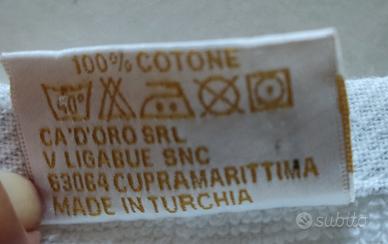 100% COTONE
40°
CA'D'ORO SRL
V LIGABUE SNC
63064 CUPRAMARITTIMA
MADE IN TURCHIA
subito